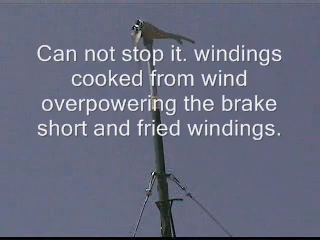 Can not stop it. windings
cooked from wind
overpowering the brake
short and fried windings.